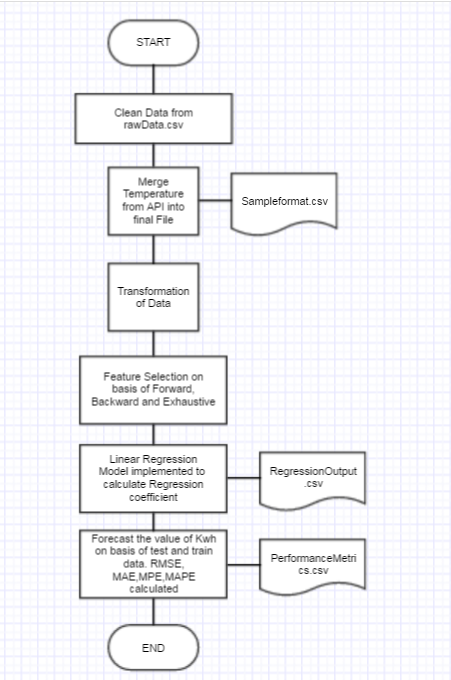 START
Clean Data from
rawData.csv
Merge
Temperature
from API into
final File
Sampleformat.csv
Transformation
of Data
Feature Selection on
basis of Forward,
Backward and Exhaustive
Linear Regression
Model implemented to
calculate Regression
coefficient
RegressionOutput
.csv
Forecast the value of Kwh
on basis of test and train
data. RMSE,
MAE,MPE,MAPE
calculated
PerformanceMetri
cs.csv
END